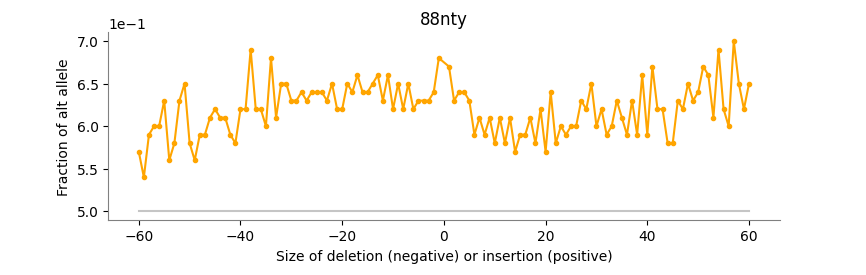 88nty
1e−1
7.0
6.5
6.0
5.5
5.0
Fraction of alt allele
−60 −40 −20 0 20 40 60
Size of deletion (negative) or insertion (positive)